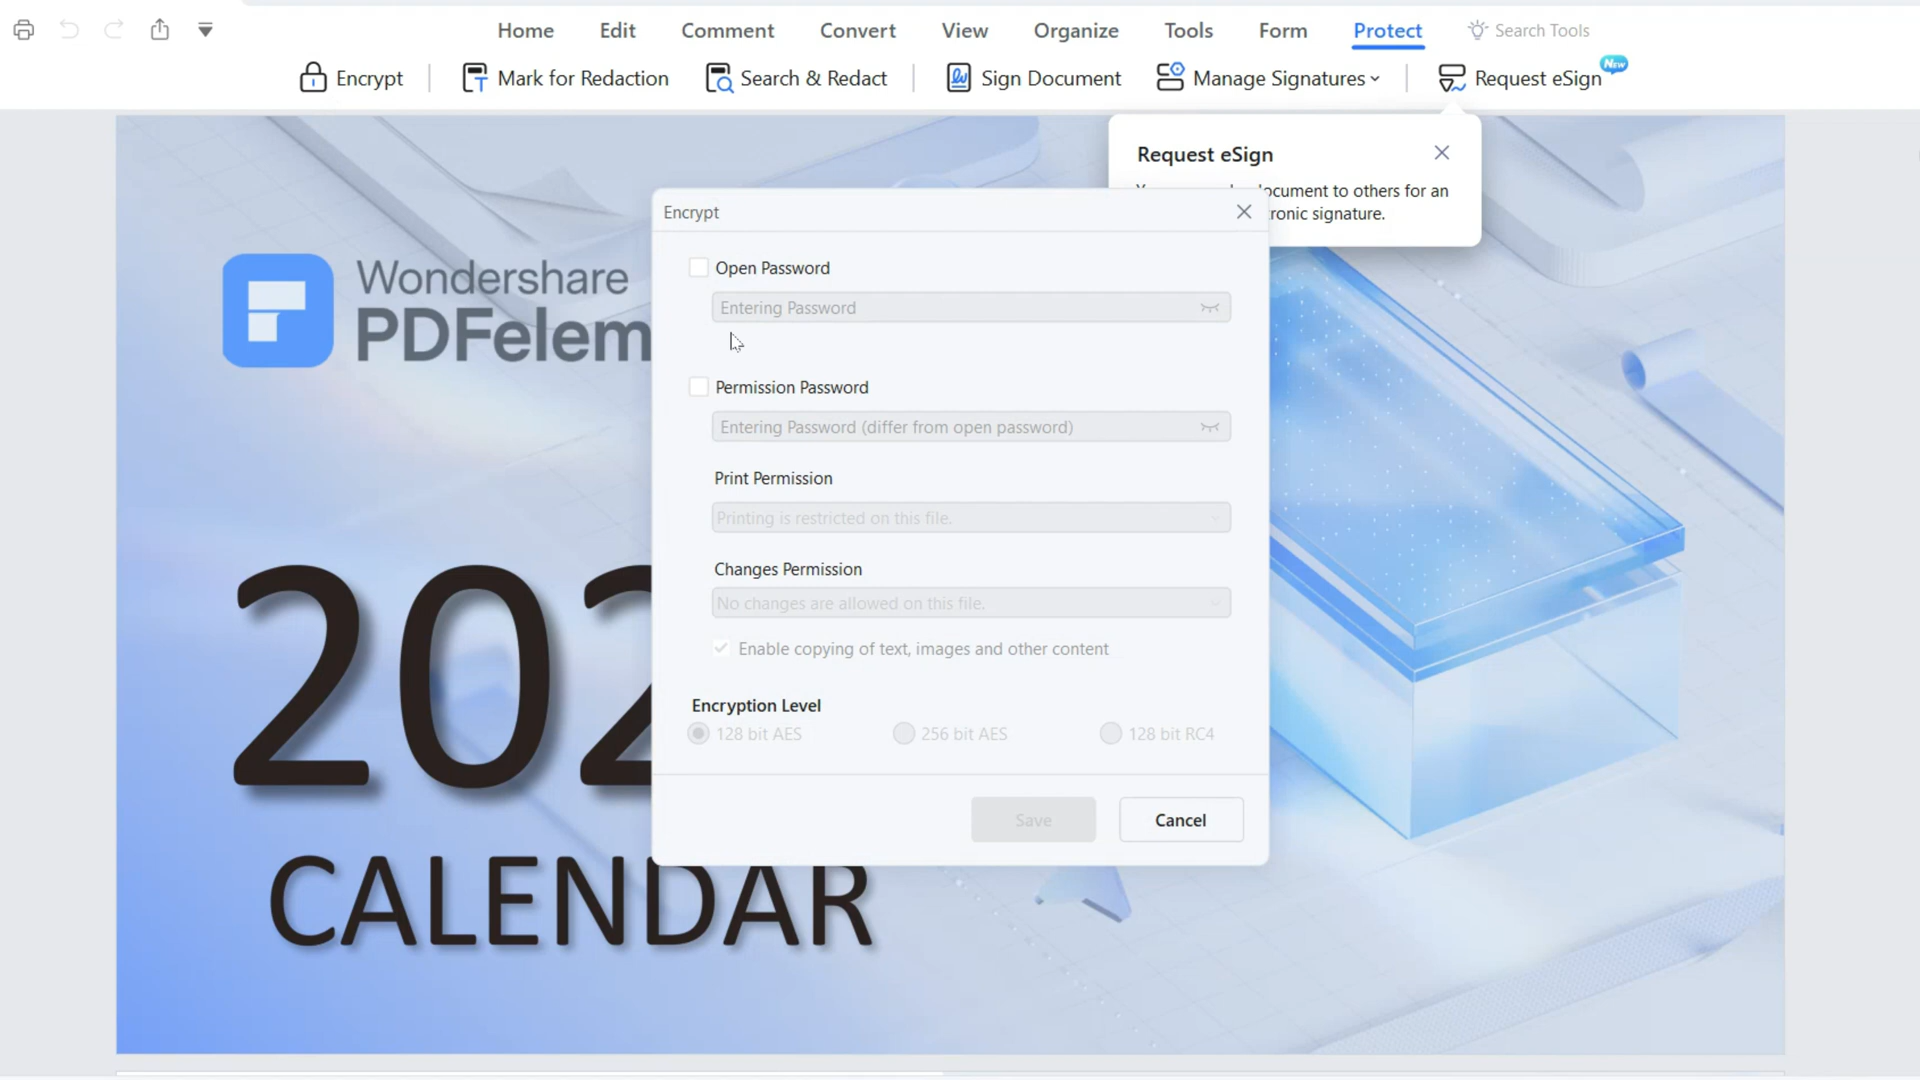 Home Edit Comment Convert View Organize Tools Form Protect Search Tools
Encrypt Mark for Redaction Search & Redact Sign Document Manage Signatures Request eSign New
Request eSign
ocument to others for an
ronic signature.
Encrypt
Open Password
Entering Password
Permission Password
Entering Password (differ from open password)
Print Permission
Printing is restricted on this file.
Changes Permission
No changes are allowed on this file.
Enable copying of text, images and other content
Encryption Level
128 bit AES 256 bit AES 128 bit RC4
Save Cancel
Wondershare
PDFelem
202
CALENDAR